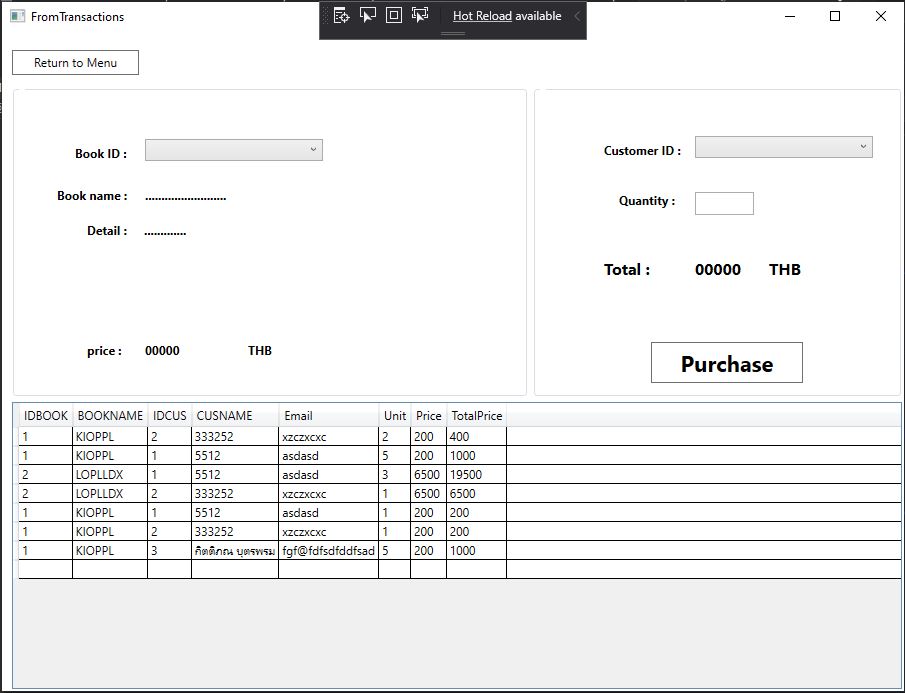 FromTransactions
Hot Reload available
Return to Menu
Book ID :
Book name : .........................
Detail : .............
price : 00000 THB
Customer ID :
Quantity :
Total : 00000 THB
Purchase
IDBOOK BOOKNAME IDCUS CUSNAME Email Unit Price TotalPrice
1 KIOPPL 2 333252 xzczxcxc 2 200 400
1 KIOPPL 1 5512 asdasd 5 200 1000
2 LOPLLDX 1 5512 asdasd 3 6500 19500
2 LOPLLDX 2 333252 xzczxcxc 1 6500 6500
1 KIOPPL 1 5512 asdasd 1 200 200
1 KIOPPL 2 333252 xzczxcxc 1 200 200
1 KIOPPL 3 กิตติภณ บุตรพรม fgf@fdfsdfddfsad 5 200 1000